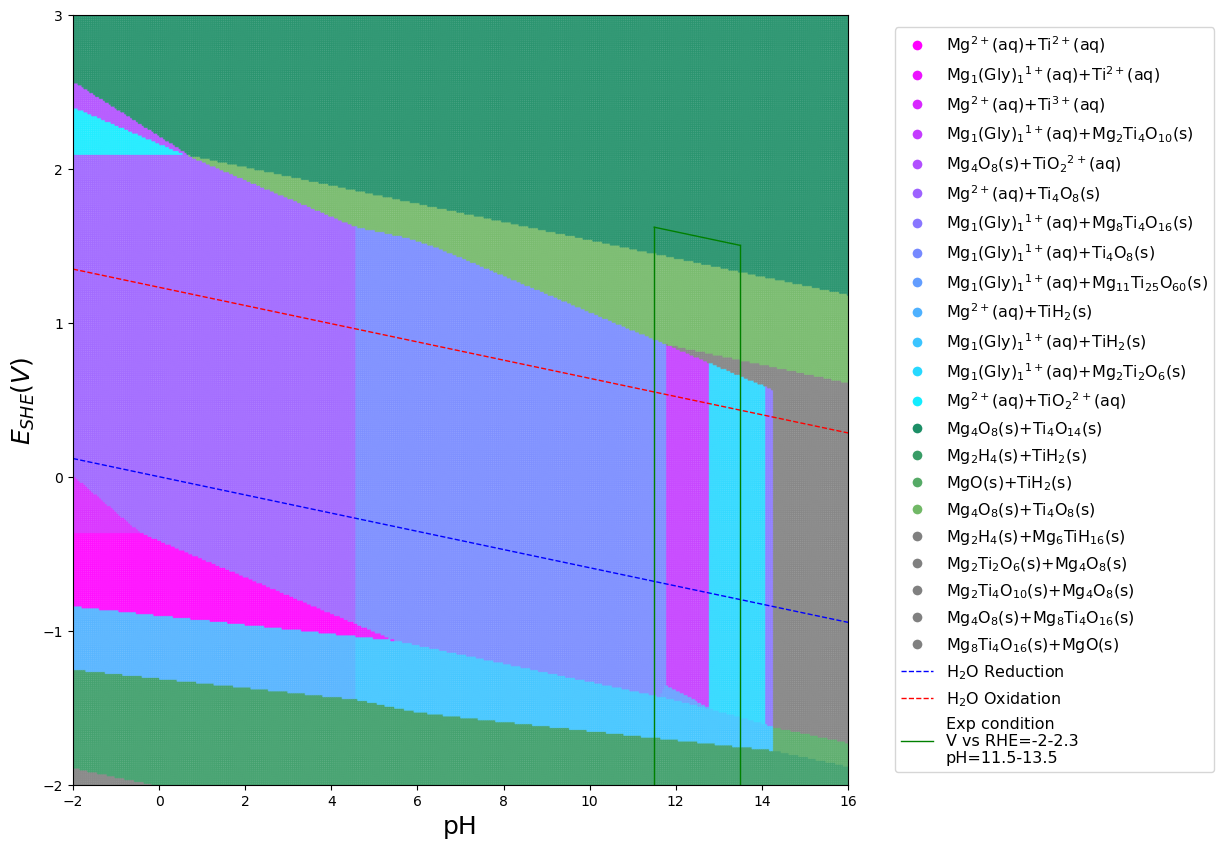 3
2
1
0
−1
−2
−2
0
2
4
6
8
10
12
14
16
E_SHE(V)
pH
Mg²⁺(aq)+Ti²⁺(aq)
Mg₁(Gly)₁¹⁺(aq)+Ti²⁺(aq)
Mg²⁺(aq)+Ti³⁺(aq)
Mg₁(Gly)₁¹⁺(aq)+Mg₂Ti₄O₁₀(s)
Mg₄O₈(s)+TiO₂²⁺(aq)
Mg²⁺(aq)+Ti₄O₈(s)
Mg₁(Gly)₁¹⁺(aq)+Mg₈Ti₄O₁₆(s)
Mg₁(Gly)₁¹⁺(aq)+Ti₄O₈(s)
Mg₁(Gly)₁¹⁺(aq)+Mg₁₁Ti₂₅O₆₀(s)
Mg²⁺(aq)+TiH₂(s)
Mg₁(Gly)₁¹⁺(aq)+TiH₂(s)
Mg₁(Gly)₁¹⁺(aq)+Mg₂Ti₂O₆(s)
Mg²⁺(aq)+TiO₂²⁺(aq)
Mg₄O₈(s)+Ti₄O₁₄(s)
Mg₂H₄(s)+TiH₂(s)
MgO(s)+TiH₂(s)
Mg₄O₈(s)+Ti₄O₈(s)
Mg₂H₄(s)+Mg₆TiH₁₆(s)
Mg₂Ti₂O₆(s)+Mg₄O₈(s)
Mg₂Ti₄O₁₀(s)+Mg₄O₈(s)
Mg₄O₈(s)+Mg₈Ti₄O₁₆(s)
Mg₈Ti₄O₁₆(s)+MgO(s)
H₂O Reduction
H₂O Oxidation
Exp condition
V vs RHE=-2-2.3
pH=11.5-13.5